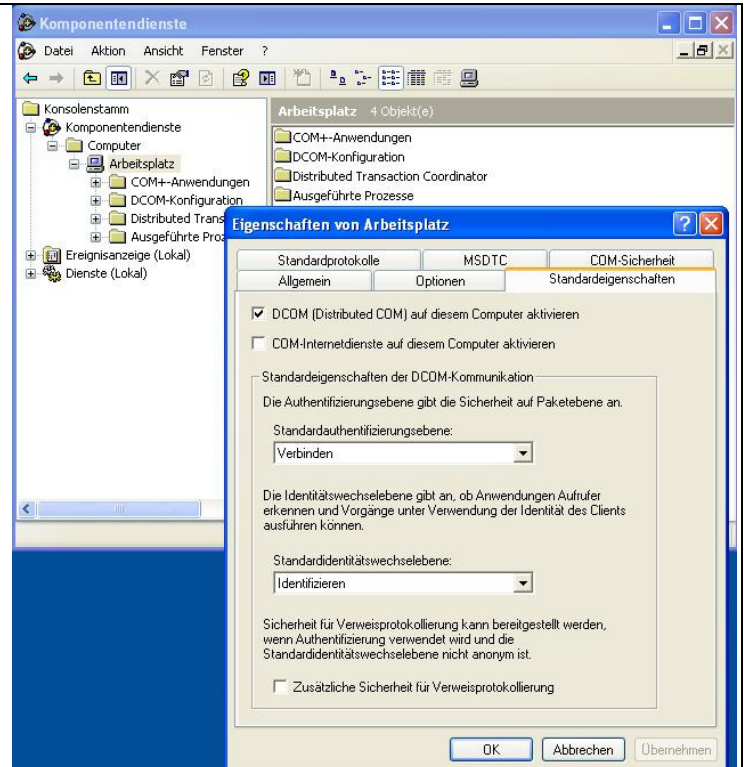 Komponentendienste
Datei Aktion Ansicht Fenster ?
Konsolenstamm
Komponentendienste
Computer
Arbeitsplatz
COM+-Anwendungen
DCOM-Konfiguration
Distributed Trans
Ausgeführte Proz
Ereignisanzeige (Lokal)
Dienste (Lokal)
Arbeitsplatz 4 Objekt(e)
COM+-Anwendungen
DCOM-Konfiguration
Distributed Transaction Coordinator
Ausgeführte Prozesse
Eigenschaften von Arbeitsplatz
Standardprotokolle MSDTC COM-Sicherheit
Allgemein Optionen Standardeigenschaften
DCOM (Distributed COM) auf diesem Computer aktivieren
COM-Internetdienste auf diesem Computer aktivieren
Standardeigenschaften der DCOM-Kommunikation
Die Authentifizierungsebene gibt die Sicherheit auf Paketebene an.
Standardauthentifizierungsebene:
Verbinden
Die Identitätswechselebene gibt an, ob Anwendungen Aufrufer
erkennen und Vorgänge unter Verwendung der Identität des Clients
ausführen können.
Standardidentitätswechselebene:
Identifizieren
Sicherheit für Verweisprotokollierung kann bereitgestellt werden,
wenn Authentifizierung verwendet wird und die
Standardidentitätswechselebene nicht anonym ist.
Zusätzliche Sicherheit für Verweisprotokollierung
OK Abbrechen Übernehmen